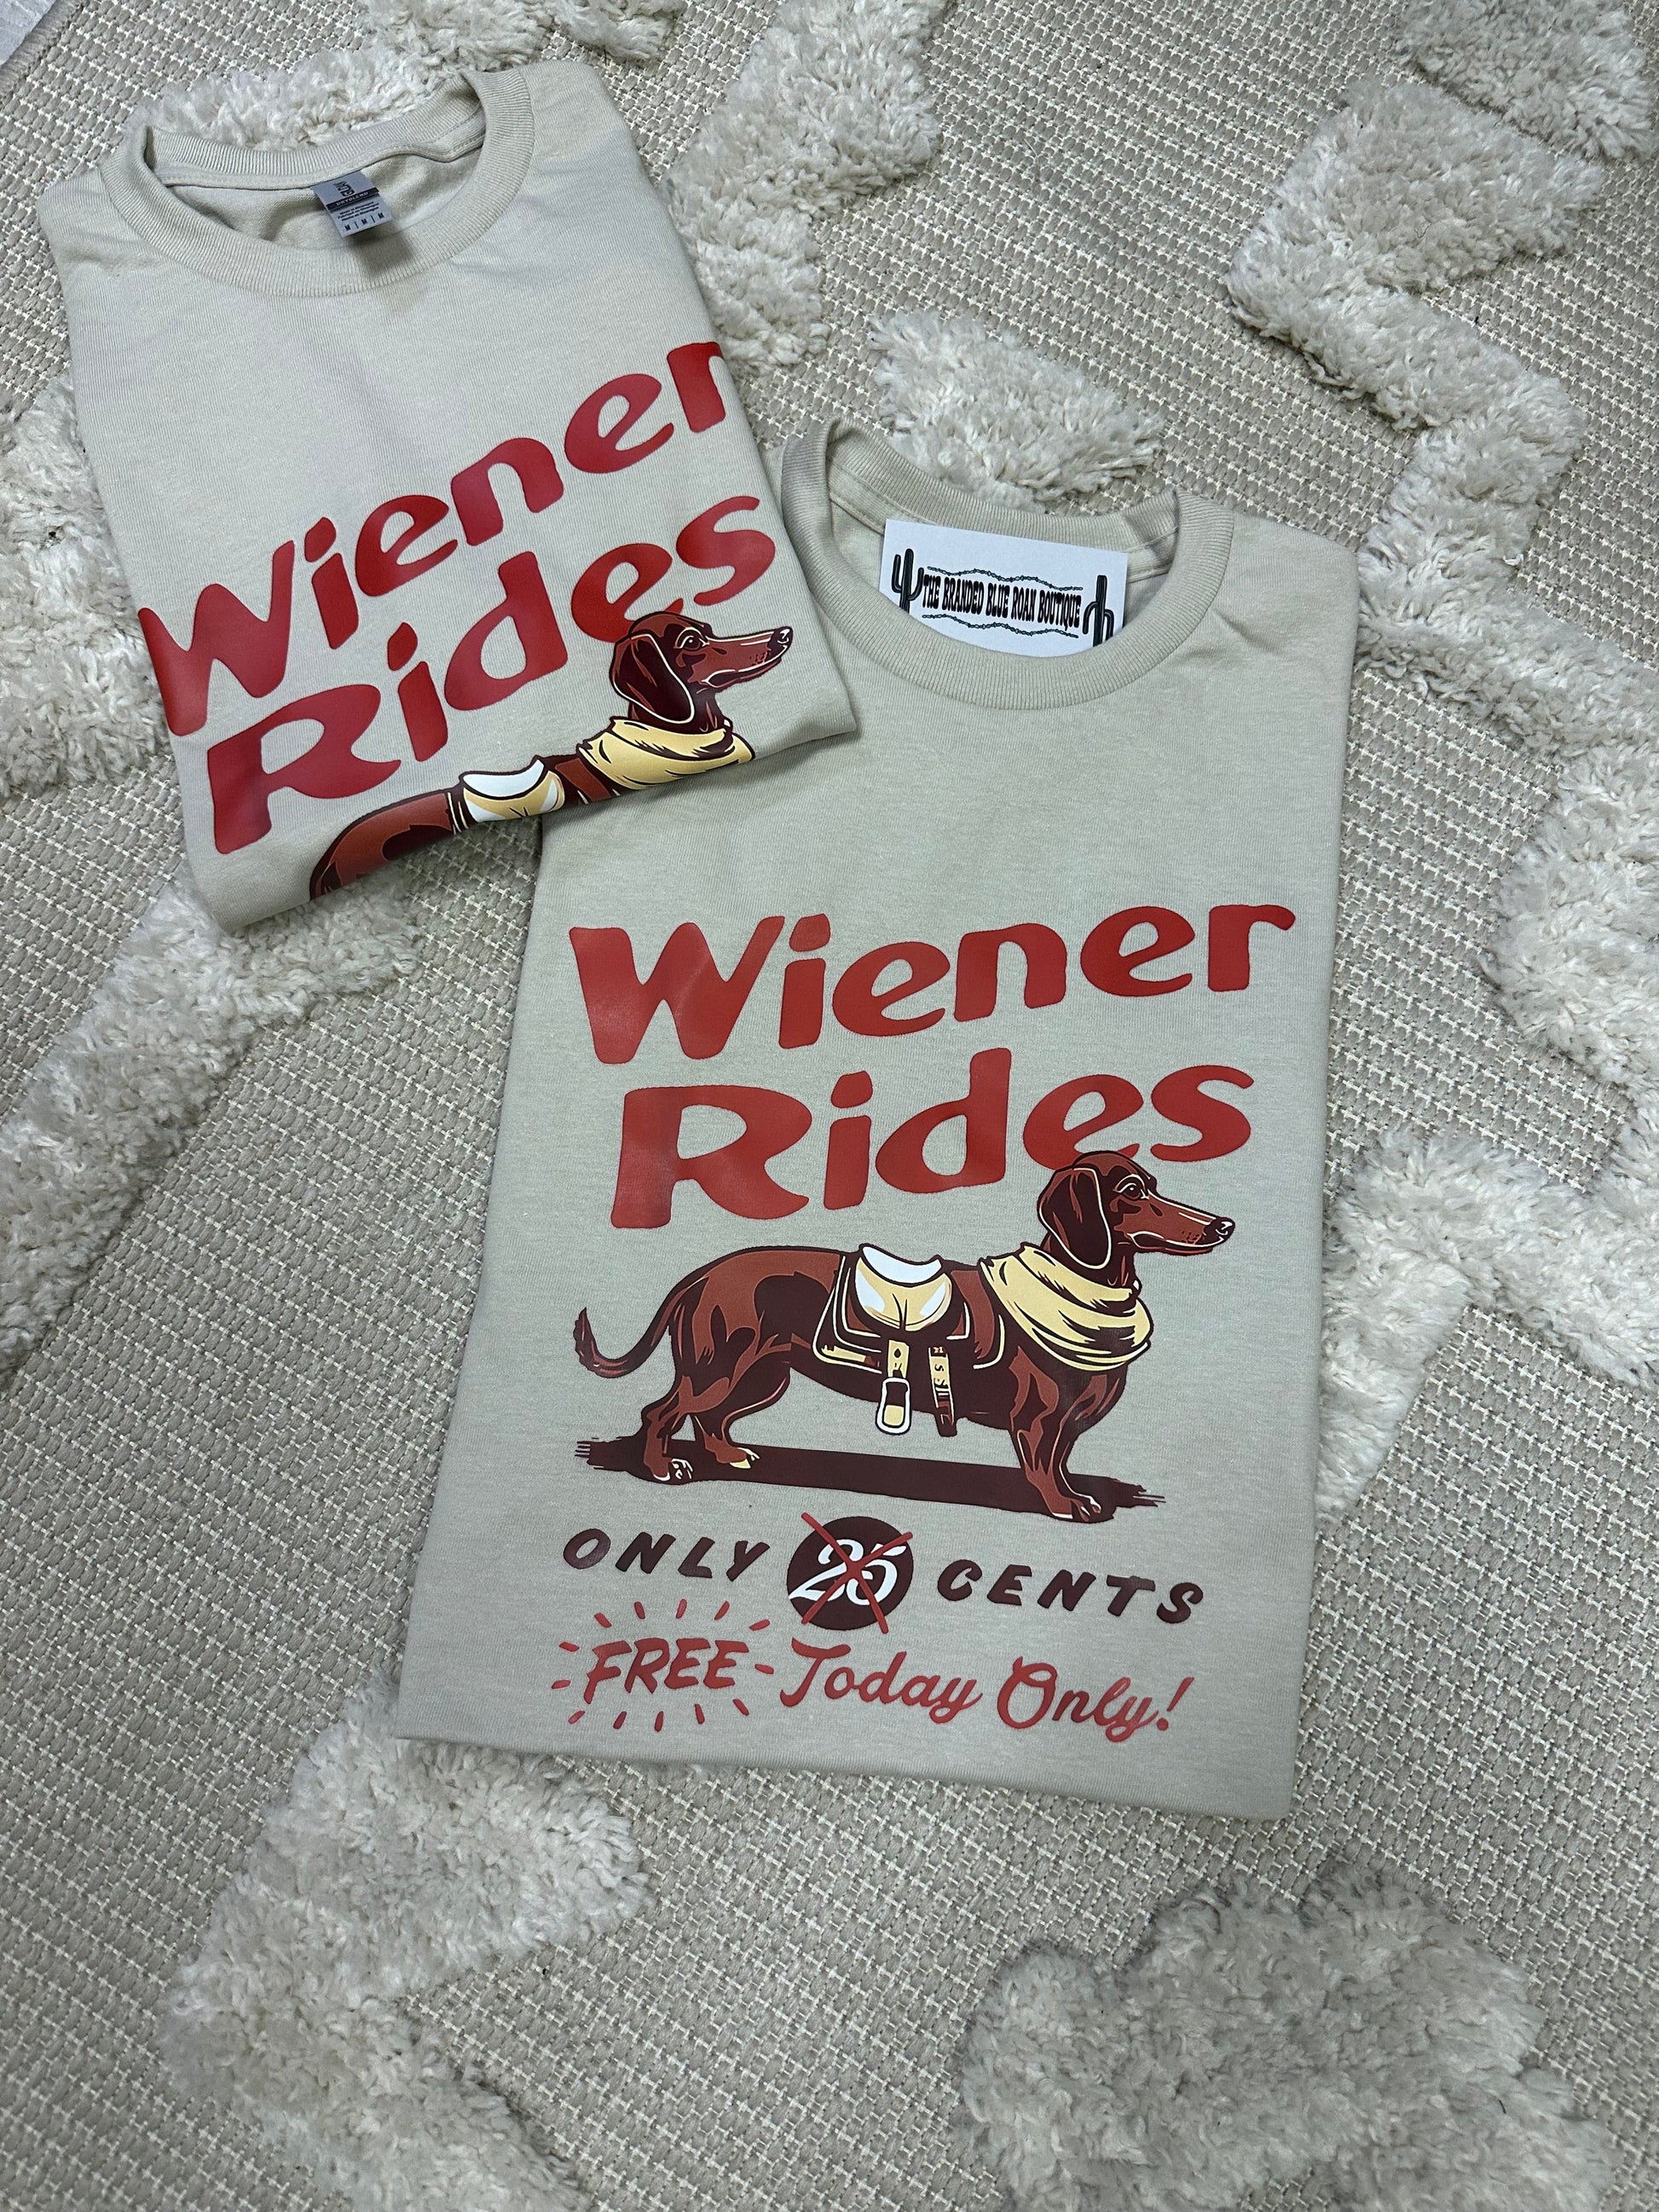 M | M | M
Wiener
Rides
THE BRANDED BLUE ROAN BOUTIQUE
Wiener
Rides
ONLY 25 CENTS
FREE Today Only!